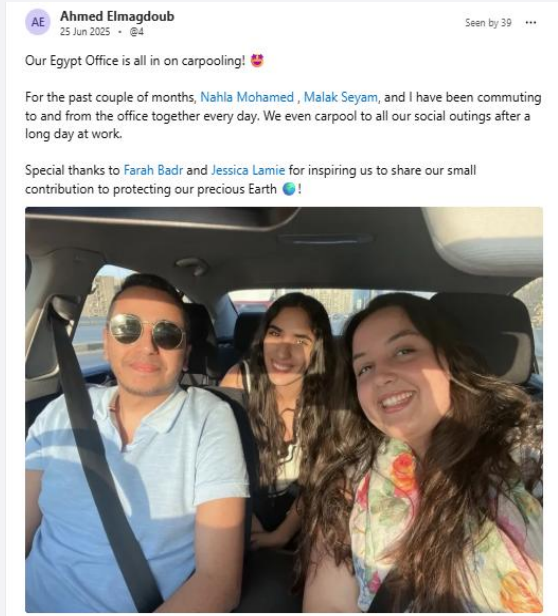 AE
Ahmed Elmagdoub
25 Jun 2025 • @4
Seen by 39 •••
Our Egypt Office is all in on carpooling! 🤩
For the past couple of months, Nahla Mohamed , Malak Seyam, and I have been commuting
to and from the office together every day. We even carpool to all our social outings after a
long day at work.
Special thanks to Farah Badr and Jessica Lamie for inspiring us to share our small
contribution to protecting our precious Earth 🌍!